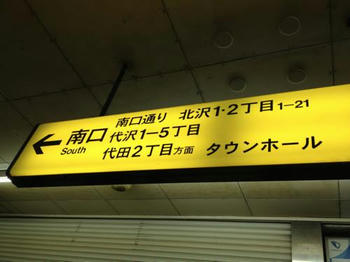 南口通り 北沢1・2丁目1-21
← 南口 代沢1-5丁目
South
代田2丁目方面 タウンホール